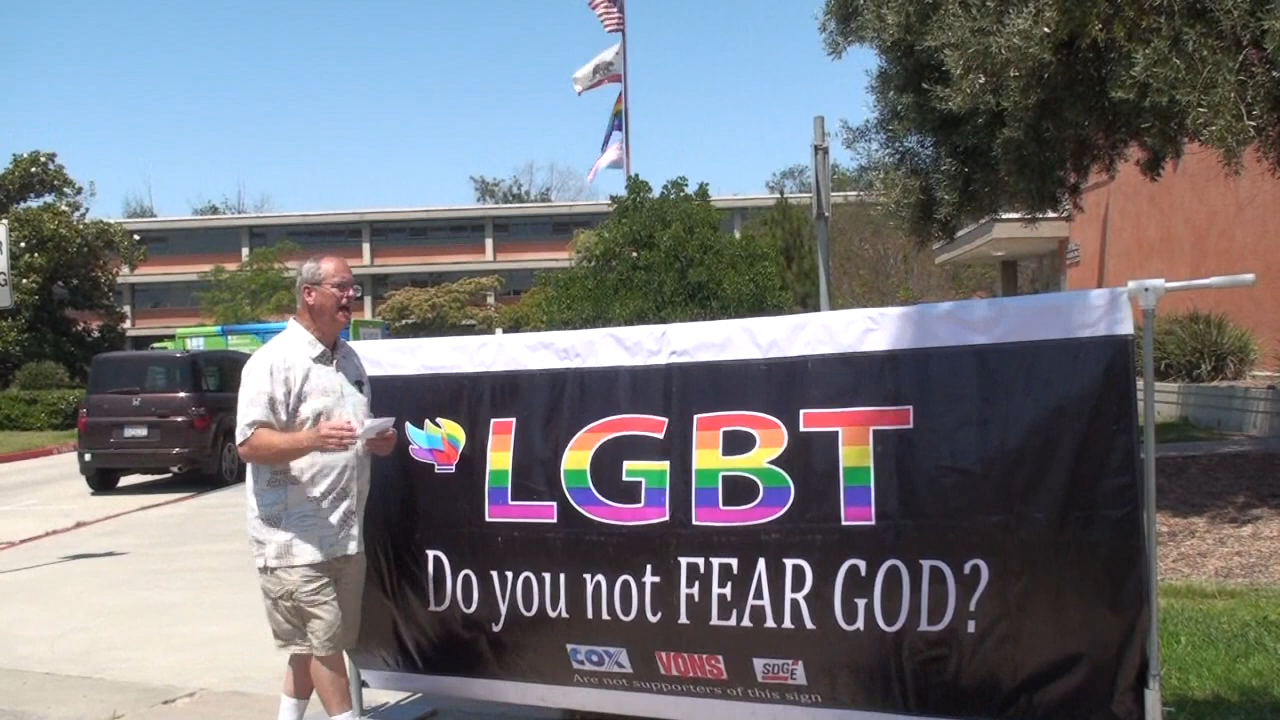 LGBT
Do you not FEAR GOD?
COX VONS SDGE
Are not supporters of this sign
G